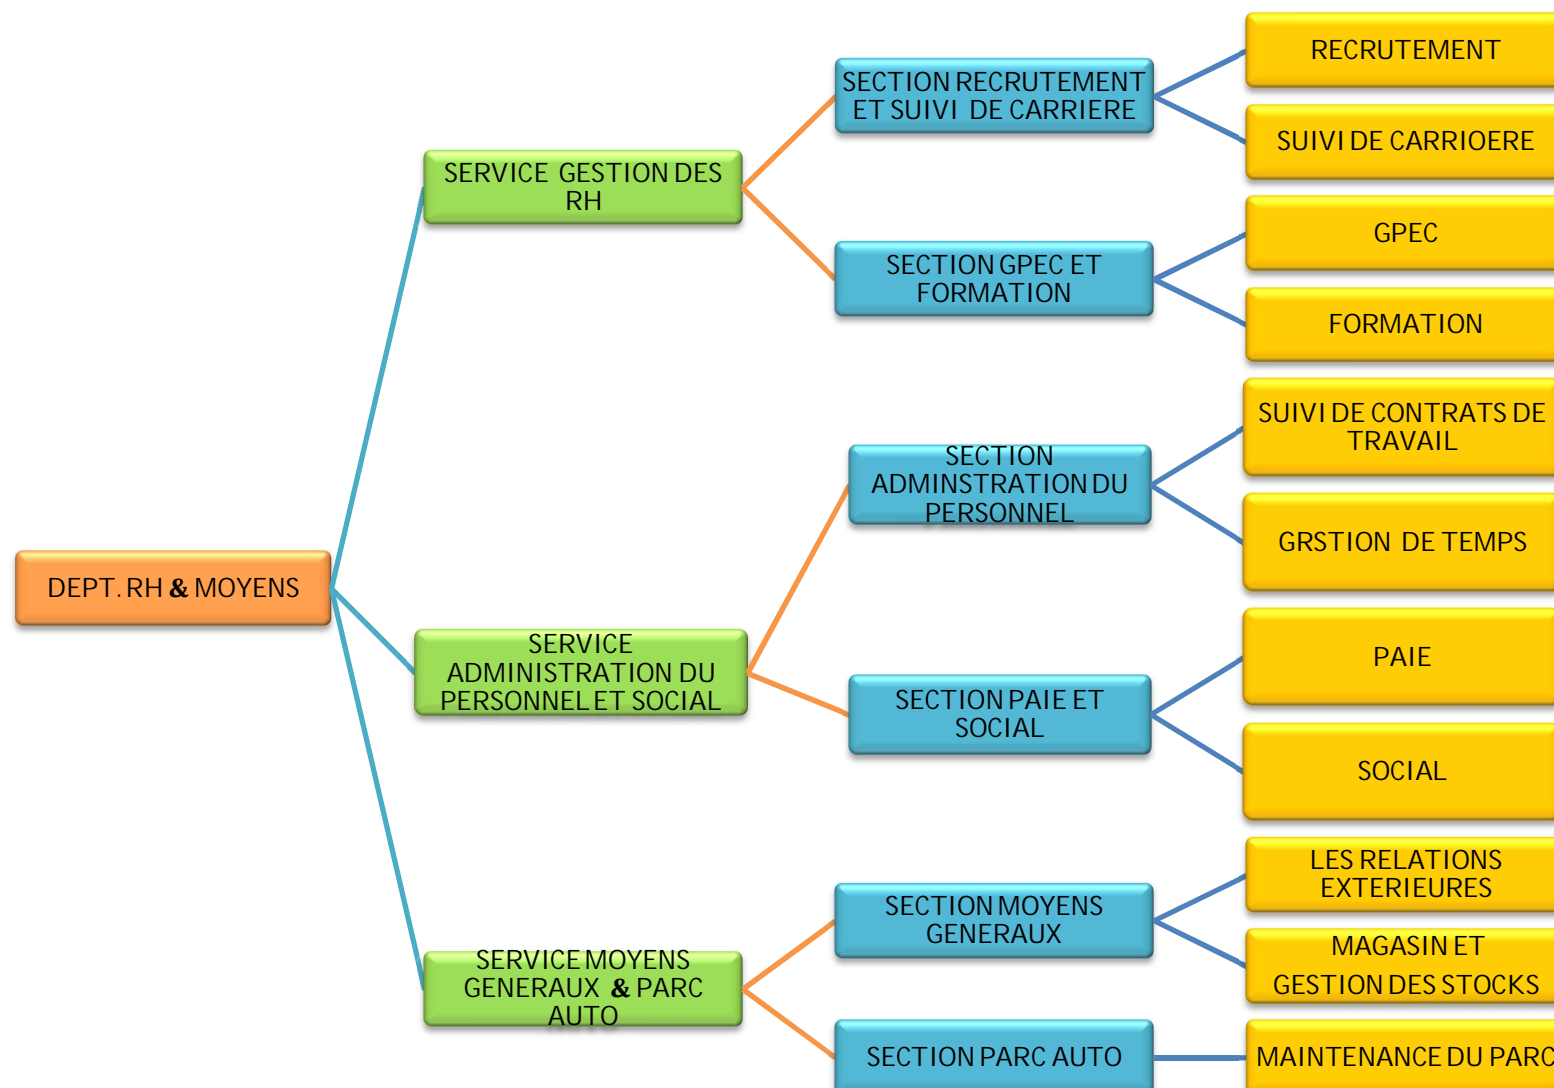 DEPT. RH & MOYENS
SERVICE GESTION DES
RH
SECTION RECRUTEMENT
ET SUIVI DE CARRIERE
RECRUTEMENT
SUIVI DE CARRIOERE
SECTION GPEC ET
FORMATION
GPEC
FORMATION
SERVICE
ADMINISTRATION DU
PERSONNEL ET SOCIAL
SECTION
ADMINSTRATION DU
PERSONNEL
SUIVI DE CONTRATS DE
TRAVAIL
GRSTION DE TEMPS
SECTION PAIE ET
SOCIAL
PAIE
SOCIAL
SERVICE MOYENS
GENERAUX & PARC
AUTO
SECTION MOYENS
GENERAUX
LES RELATIONS
EXTERIEURES
MAGASIN ET
GESTION DES STOCKS
SECTION PARC AUTO
MAINTENANCE DU PARC